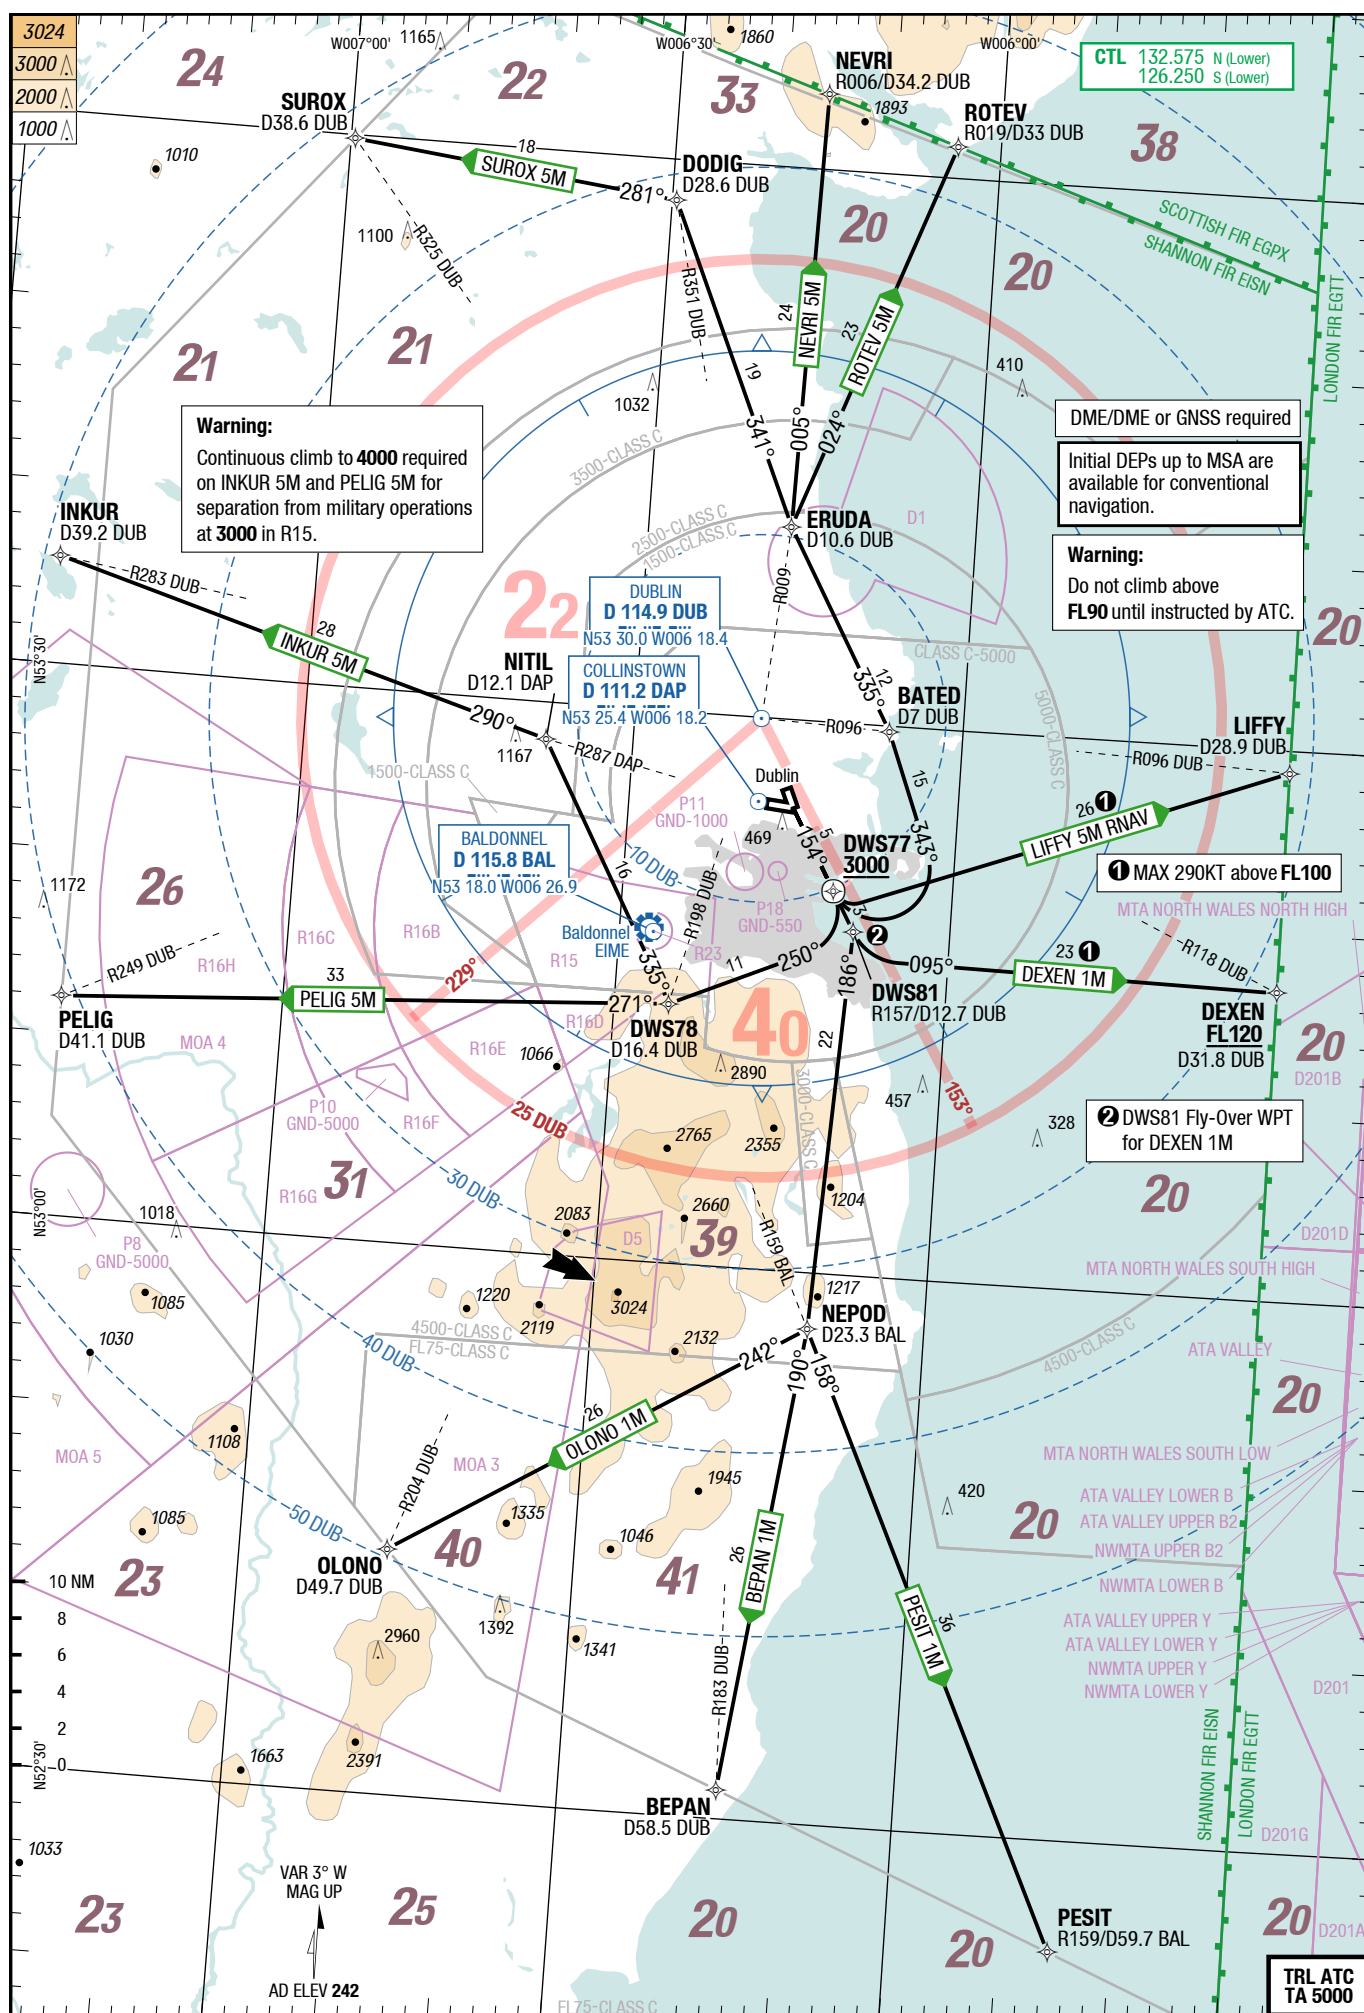 3024
3000
2000
1000
24
W007°00'
1165
22
W006°30'
1860
33
NEVRI
R006/D34.2 DUB
W006°00'
CTL 132.575 N (Lower)
126.250 S (Lower)
SUROX
D38.6 DUB
1893
ROTEV
R019/D33 DUB
38
1010
18
SUROX 5M
281°
DODIG
D28.6 DUB
20
SCOTTISH FIR EGPX
SHANNON FIR EISN
LONDON FIR EGTT
1100
R325 DUB
R351 DUB
20
24
NEVRI 5M
23
ROTEV 5M
21
21
1032
19
341°
005°
024°
410
3500-CLASS C
2500-CLASS C
1500-CLASS C
Warning:
Continuous climb to 4000 required
on INKUR 5M and PELIG 5M for
separation from military operations
at 3000 in R15.
DME/DME or GNSS required
Initial DEPs up to MSA are
available for conventional
navigation.
Warning:
Do not climb above
FL90 until instructed by ATC.
INKUR
D39.2 DUB
R283 DUB
28
INKUR 5M
ERUDA
D10.6 DUB
D1
R009
22
DUBLIN
D 114.9 DUB
N53 30.0 W006 18.4
COLLINSTOWN
D 111.2 DAP
N53 25.4 W006 18.2
CLASS C-5000
5000-CLASS C
20
N53°30'
NITIL
D12.1 DAP
290°
1167
R287 DAP
12
335°
BATED
D7 DUB
R096
15
343°
LIFFY
D28.9 DUB
R096 DUB
1500-CLASS C
Dublin
P11
GND-1000
469
5
154°
26 1
LIFFY 5M RNAV
BALDONNEL
D 115.8 BAL
N53 18.0 W006 26.9
10 DUB
DWS77
3000
1 MAX 290KT above FL100
16
1172
26
R16C
R16B
R16H
R15
Baldonnel
EIME
R23
R198 DUB
P18
GND-550
3
2
MTA NORTH WALES NORTH HIGH
R118 DUB
R249 DUB
33
PELIG 5M
229°
335°
271°
11
250°
186°
095°
23 1
DEXEN 1M
PELIG
D41.1 DUB
DWS78
D16.4 DUB
DWS81
R157/D12.7 DUB
DEXEN
FL120
D31.8 DUB
20
D201B
MOA 4
R16D
R16E
1066
40
22
2890
3000-CLASS C
457
153°
P10
GND-5000
R16F
25 DUB
2765
2355
328
2 DWS81 Fly-Over WPT
for DEXEN 1M
31
R16G
30 DUB
1204
20
N53°00'
1018
P8
GND-5000
2083
2660
D5
39
R159 BAL
D201D
MTA NORTH WALES SOUTH HIGH
1085
1220
2119
3024
1217
NEPOD
D23.3 BAL
1030
4500-CLASS C
FL75-CLASS C
2132
4500-CLASS C
ATA VALLEY
40 DUB
242°
190°
158°
20
26
OLONO 1M
1108
MOA 5
R204 DUB
MOA 3
MTA NORTH WALES SOUTH LOW
ATA VALLEY LOWER B
ATA VALLEY UPPER B2
NWMTA UPPER B2
NWMTA LOWER B
1945
420
50 DUB
1085
1335
20
1046
40
OLONO
D49.7 DUB
26
BEPAN 1M
41
10 NM
8
6
4
2
0
23
PESIT 1M
36
ATA VALLEY UPPER Y
ATA VALLEY LOWER Y
NWMTA UPPER Y
NWMTA LOWER Y
2960
1392
1341
R183 DUB
D201
N52°30'
1663
2391
BEPAN
D58.5 DUB
SHANNON FIR EISN
LONDON FIR EGTT
D201G
1033
VAR 3° W
MAG UP
23
25
20
20
PESIT
R159/D59.7 BAL
20
D201A
AD ELEV 242
FL75-CLASS C
TRL ATC
TA 5000